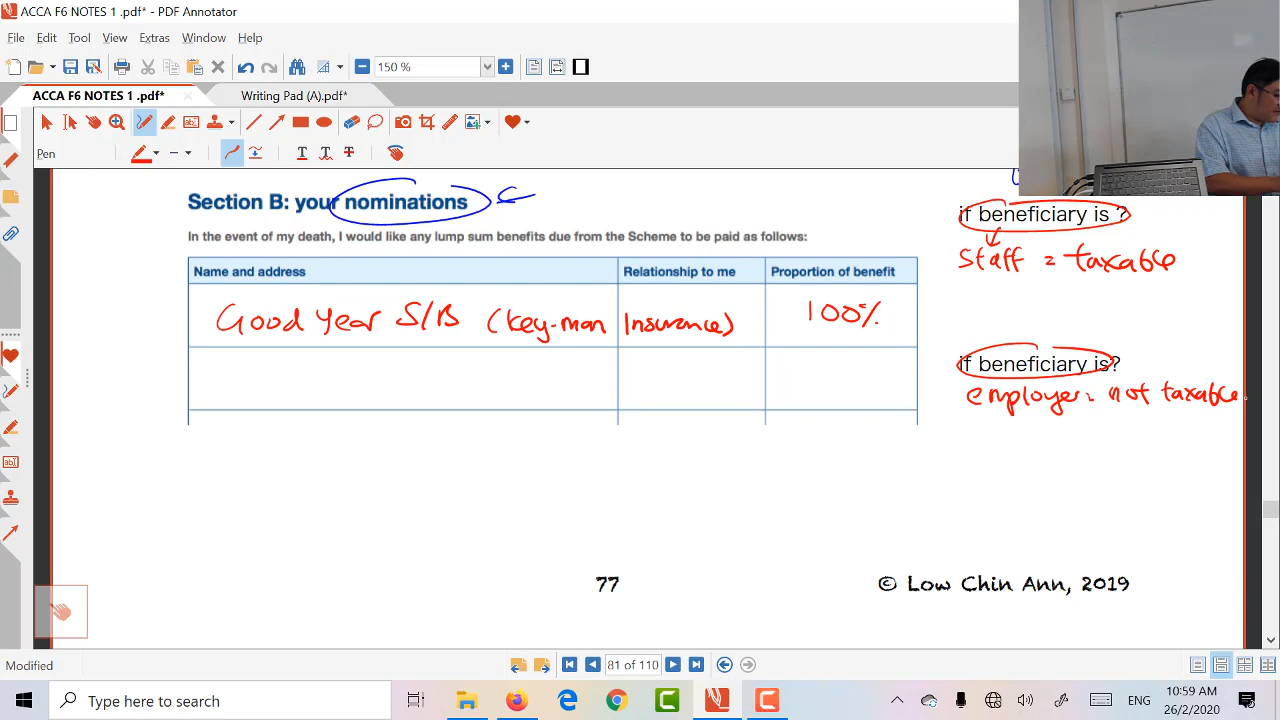 ACCA F6 NOTES 1 .pdf* - PDF Annotator
File Edit Tool View Extras Window Help
150 %
ACCA F6 NOTES 1 .pdf* Writing Pad (A).pdf*
Pen
Section B: your nominations
In the event of my death, I would like any lump sum benefits due from the Scheme to be paid as follows:
Name and address Relationship to me Proportion of benefit
Good Year S/B (Key-man Insurance) 100%
if beneficiary is ?
Staff = taxable
if beneficiary is?
employer = not taxable.
77
© Low Chin Ann, 2019
Modified
81 of 110
Type here to search
ENG
10:59 AM
26/2/2020